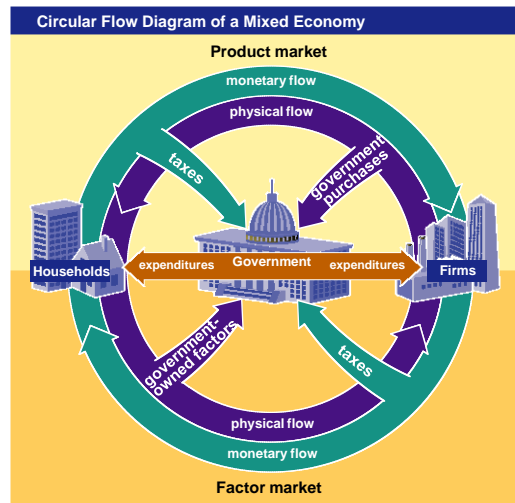 Circular Flow Diagram of a Mixed Economy
Product market
monetary flow
physical flow
taxes
government
purchases
Households
expenditures
Government
expenditures
Firms
government-
owned factors
taxes
physical flow
monetary flow
Factor market